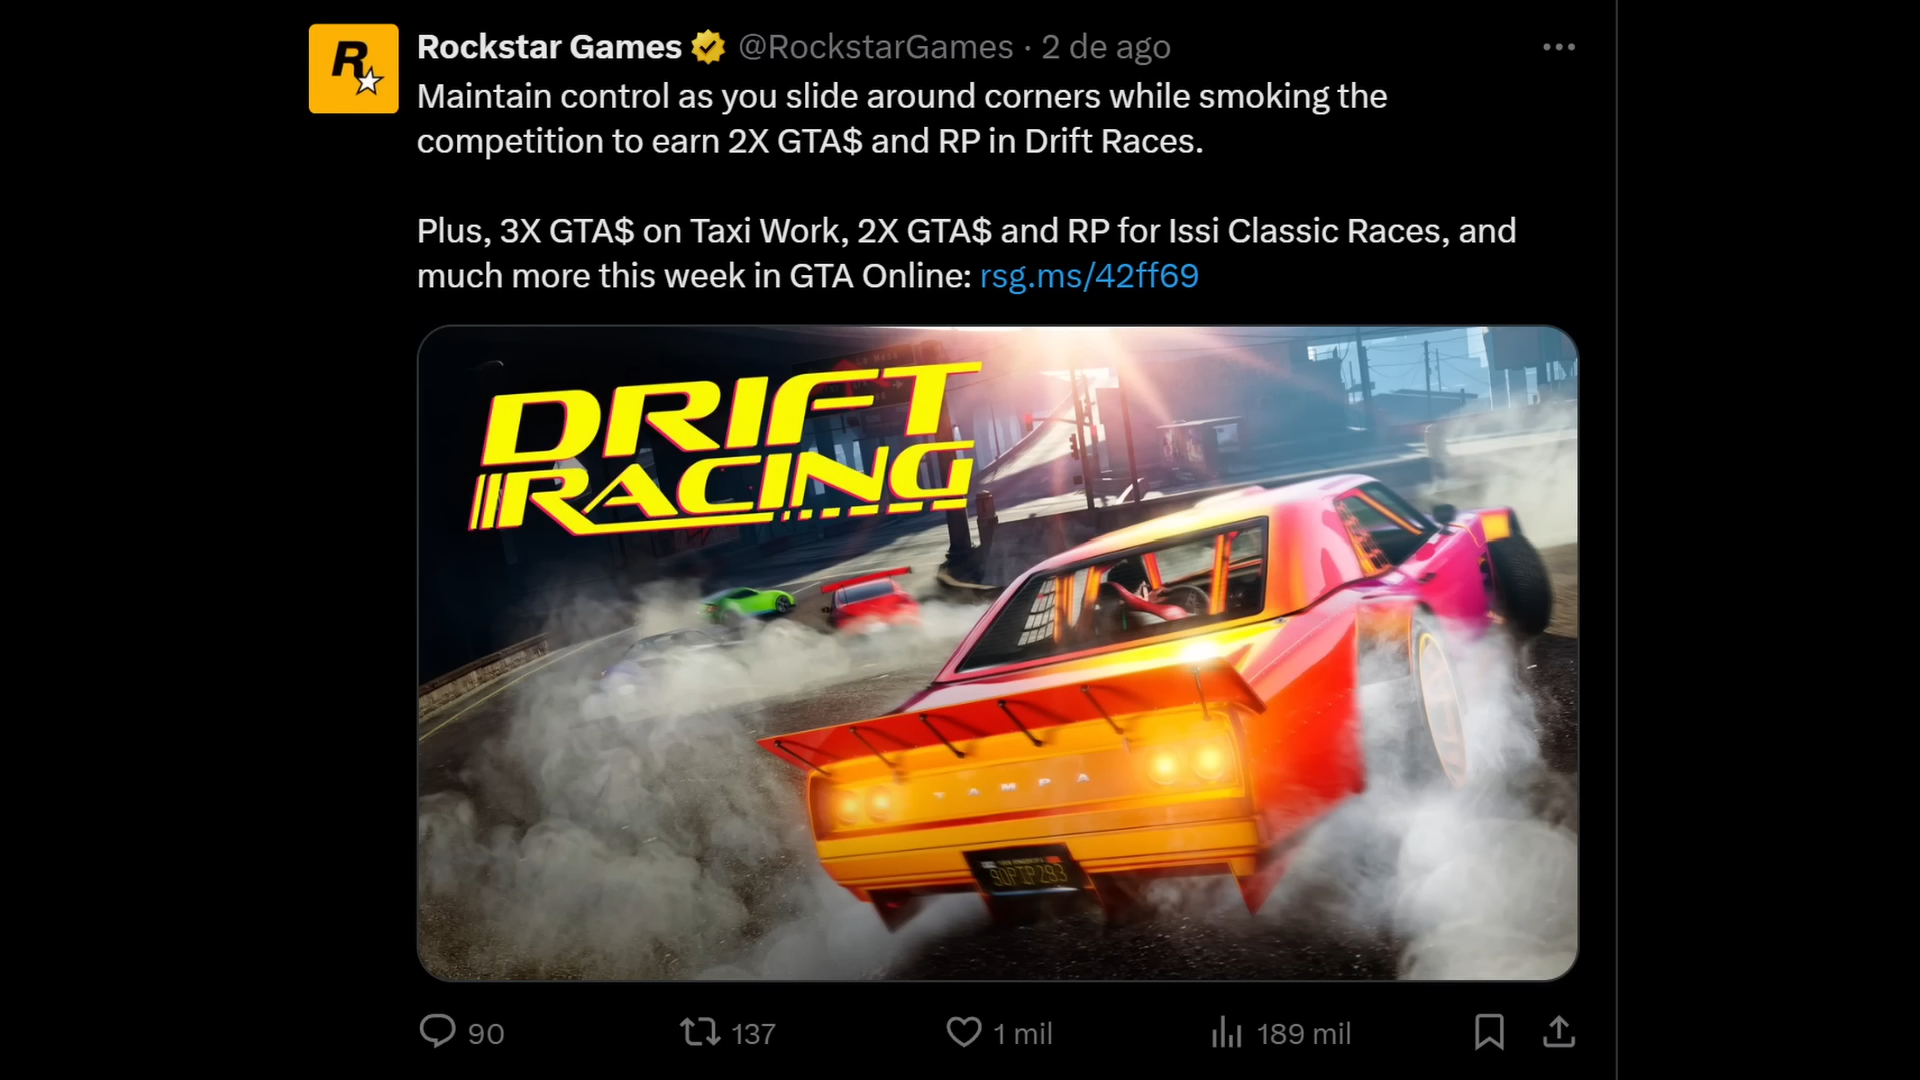 Rockstar Games @RockstarGames · 2 de ago
Maintain control as you slide around corners while smoking the
competition to earn 2X GTA$ and RP in Drift Races.
Plus, 3X GTA$ on Taxi Work, 2X GTA$ and RP for Issi Classic Races, and
much more this week in GTA Online: rsg.ms/42ff69
DRIFT
RACING
TAMPA
90PIP293
90 137 1 mil 189 mil